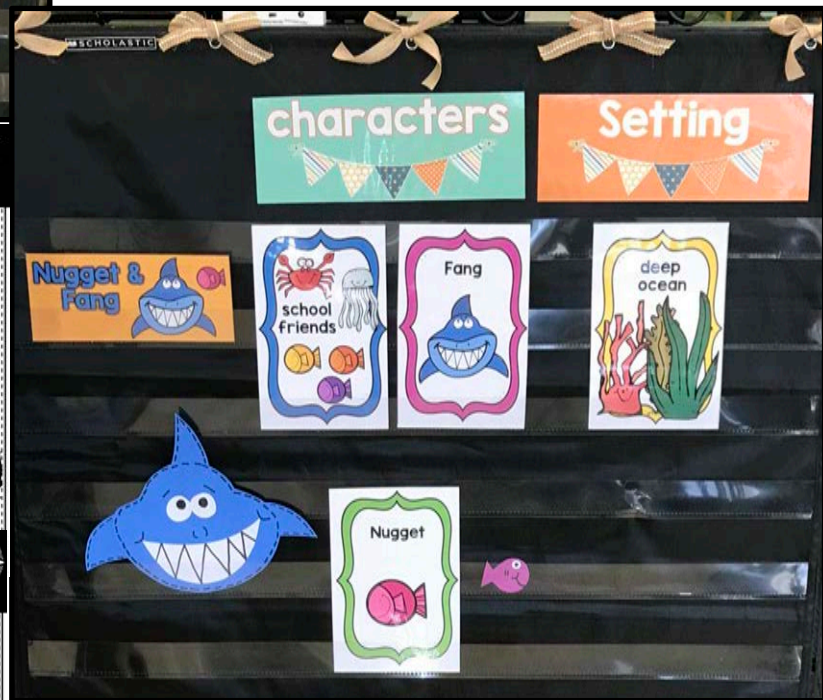 SCHOLASTIC
characters
Setting
Nugget &
Fang
school
friends
Fang
deep
ocean
Nugget